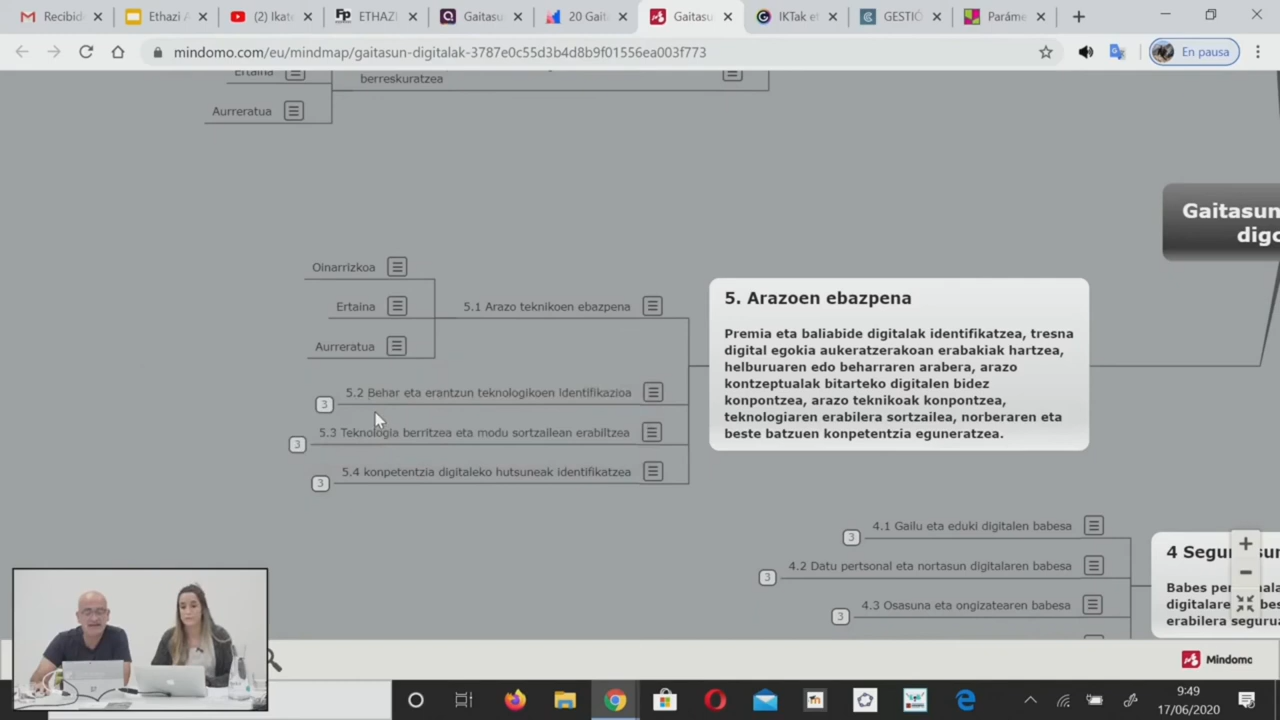 Recibid
Ethazi A
(2) Ikat
ETHAZI
Gaitasu
20 Gait
Gaitasu
IKTak et
GESTIÓ
Paráme
mindomo.com/eu/mindmap/gaitasun-digitalak-3787e0c55d3b4d8b9f01556ea003f773
En pausa
Ertaina
berreskuratzea
Aurreratua
Gaitasun
Oinarrizkoa
5. Arazoen ebazpena
Ertaina
5.1 Arazo teknikoen ebazpena
Premia eta baliabide digitalak identifikatzea, tresna
digital egokia aukeratzerakoan erabakiak hartzea,
helburuaren edo beharraren arabera, arazo
kontzeptualak bitarteko digitalen bidez
konpontzea, arazo teknikoak konpontzea,
teknologiaren erabilera sortzailea, norberaren eta
beste batzuen konpetentzia eguneratzea.
Aurreratua
5.2 Behar eta erantzun teknologikoen Identifikazioa
3
5.3 Teknologia berritzea eta modu sortzailean erabiltzea
3
5.4 konpetentzia digitaleko hutsuneak identifikatzea
3
4.1 Gailu eta eduki digitalen babesa
3
4.2 Datu pertsonal eta nortasun digitalaren babesa
3
4.3 Osasuna eta ongizatearen babesa
3
4 Segur
Babes per
digitalare
erabilera segurua
Mindomo
9:49
17/06/2020